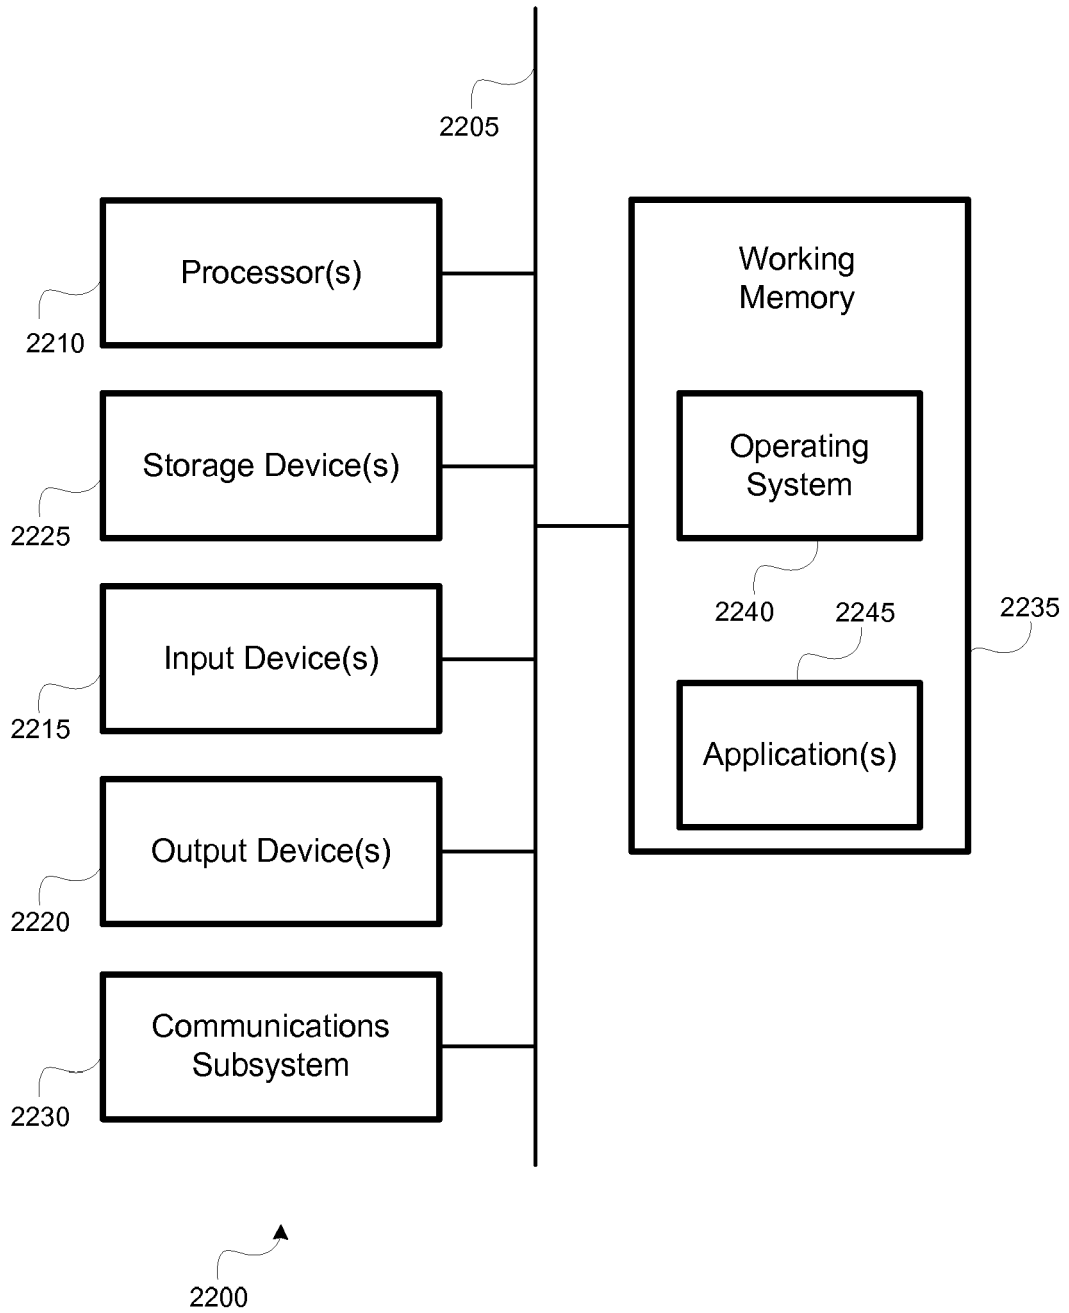 2205
Processor(s)
2210
Storage Device(s)
2225
Input Device(s)
2215
Output Device(s)
2220
Communications
Subsystem
2230
Working
Memory
Operating
System
2240
2245
2235
Application(s)
2200